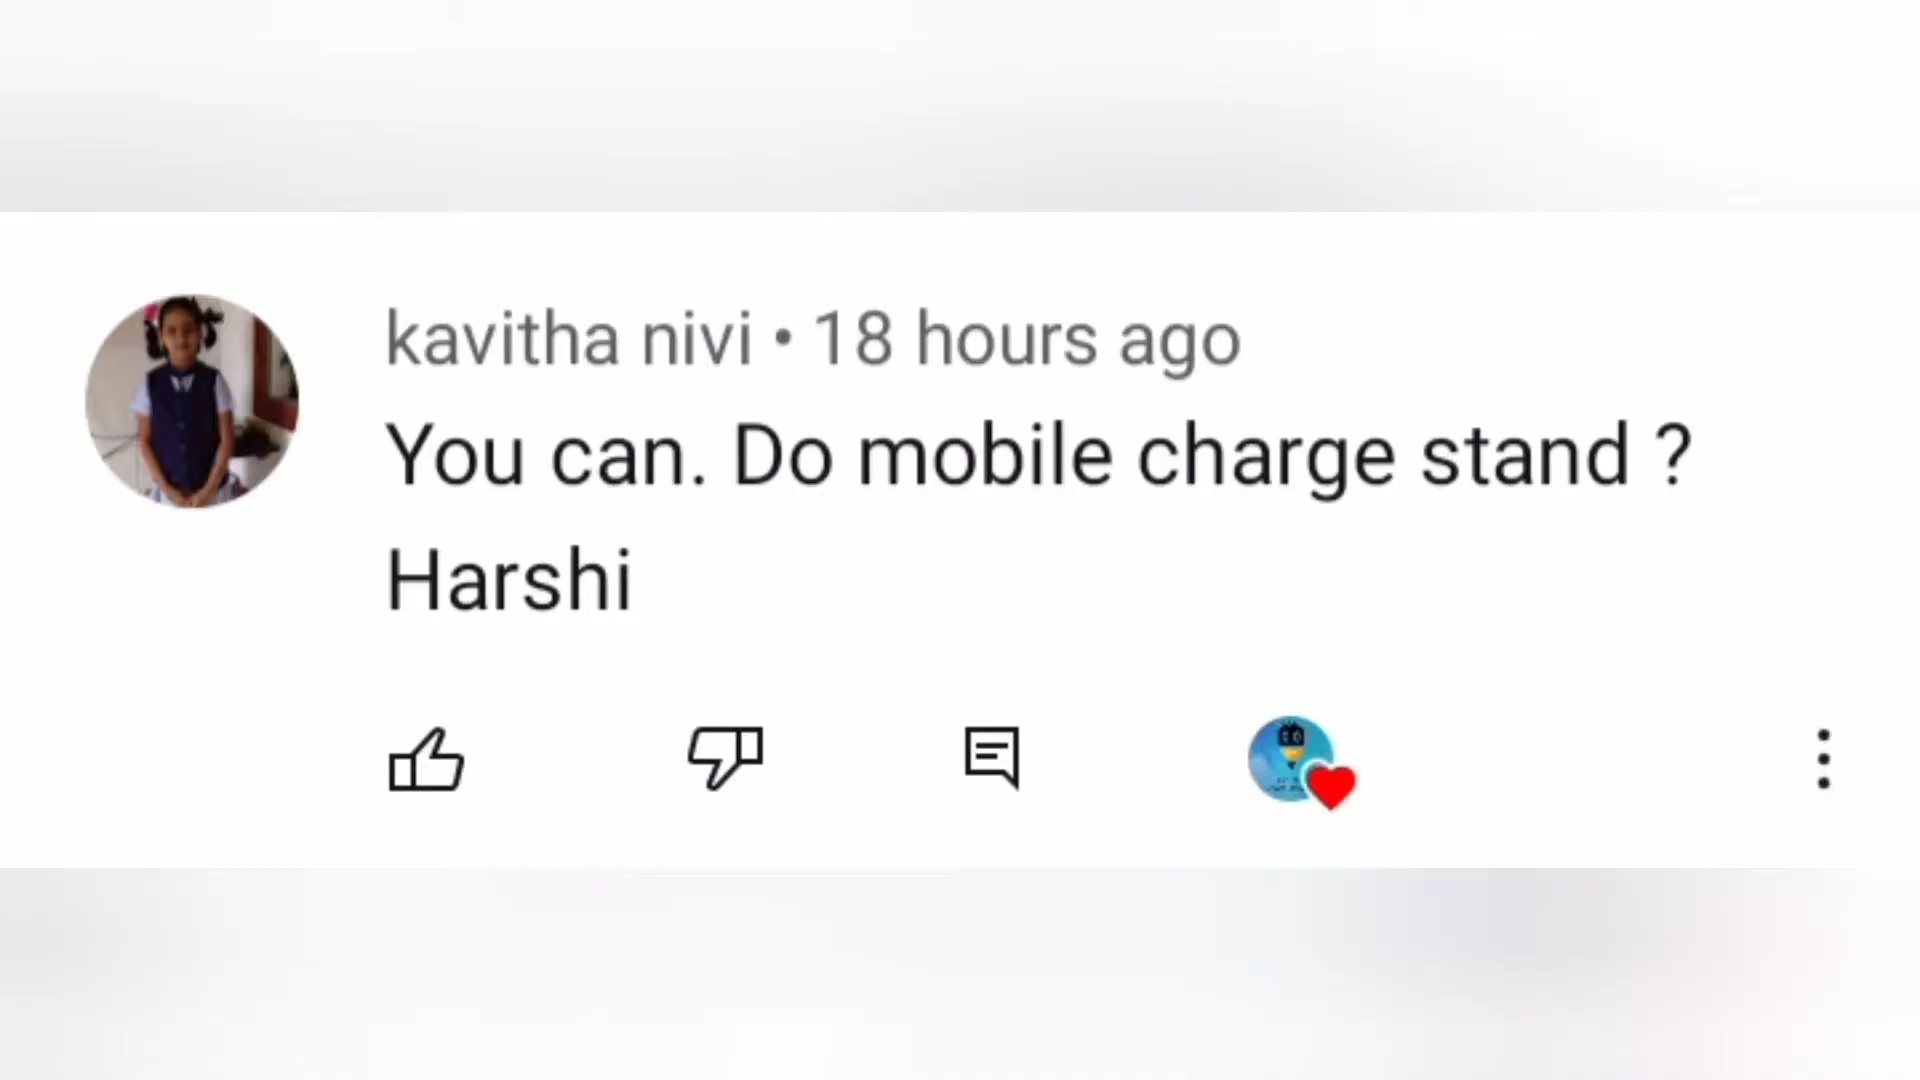 kavitha nivi • 18 hours ago
You can. Do mobile charge stand ?
Harshi